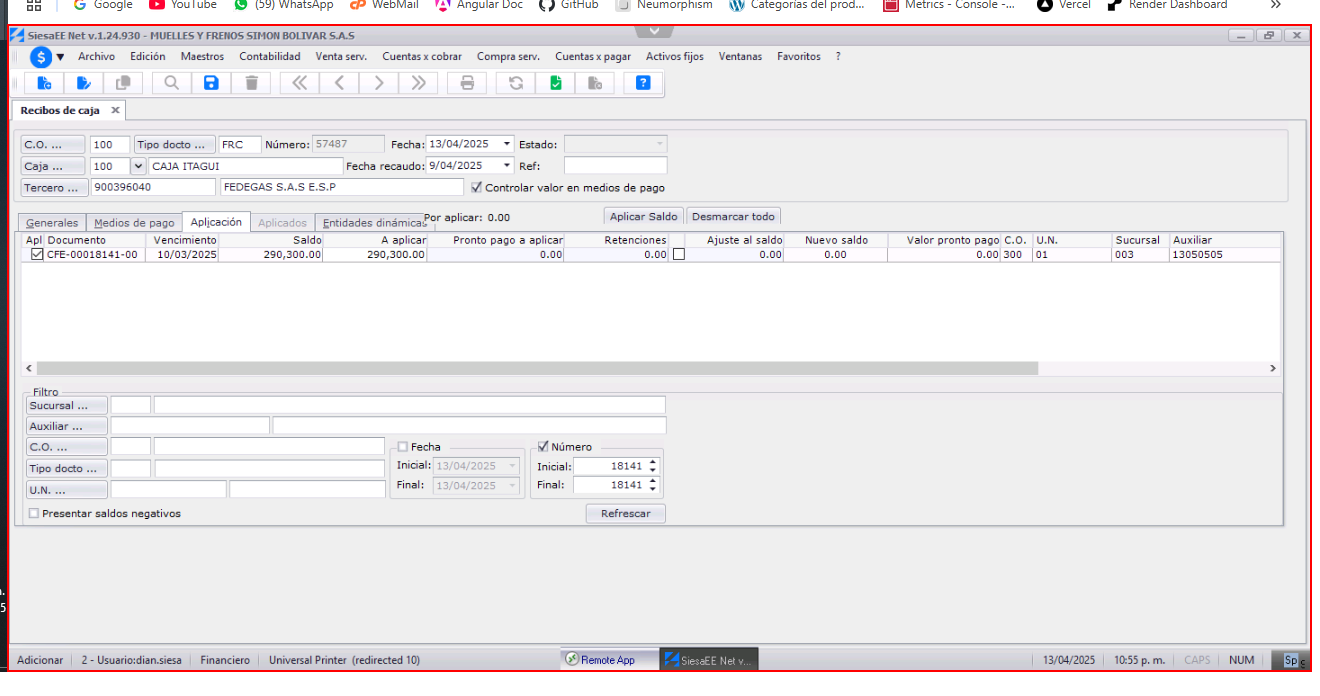 Google YouTube (59) WhatsApp WebMail Angular Doc GitHub Neumorphism Categorías del prod... Metrics - Console -... Vercel Render Dashboard »
SiesaEE Net v.1.24.930 - MUELLES Y FRENOS SIMON BOLIVAR S.A.S
Archivo Edición Maestros Contabilidad Venta serv. Cuentas x cobrar Compra serv. Cuentas x pagar Activos fijos Ventanas Favoritos ?
Recibos de caja
C.O. ... 100 Tipo docto ... FRC Número: 57487 Fecha: 13/04/2025 Estado:
Caja ... 100 CAJA ITAGUI Fecha recaudo: 9/04/2025 Ref:
Tercero ... 900396040 FEDEGAS S.A.S E.S.P Controlar valor en medios de pago
Generales Medios de pago Aplicación Aplicados Entidades dinámicas Por aplicar: 0.00 Aplicar Saldo Desmarcar todo
Apl Documento Vencimiento Saldo A aplicar Pronto pago a aplicar Retenciones Ajuste al saldo Nuevo saldo Valor pronto pago C.O. U.N. Sucursal Auxiliar
CFE-00018141-00 10/03/2025 290,300.00 290,300.00 0.00 0.00 0.00 0.00 0.00 300 01 003 13050505
Filtro
Sucursal ...
Auxiliar ...
C.O. ... Fecha Número
Tipo docto ... Inicial: 13/04/2025 Inicial: 18141
U.N. ... Final: 13/04/2025 Final: 18141
Presentar saldos negativos Refrescar
Adicionar 2 - Usuario:dian.siesa Financiero Universal Printer (redirected 10) Remote App SiesaEE Net v... 13/04/2025 10:55 p. m. CAPS NUM